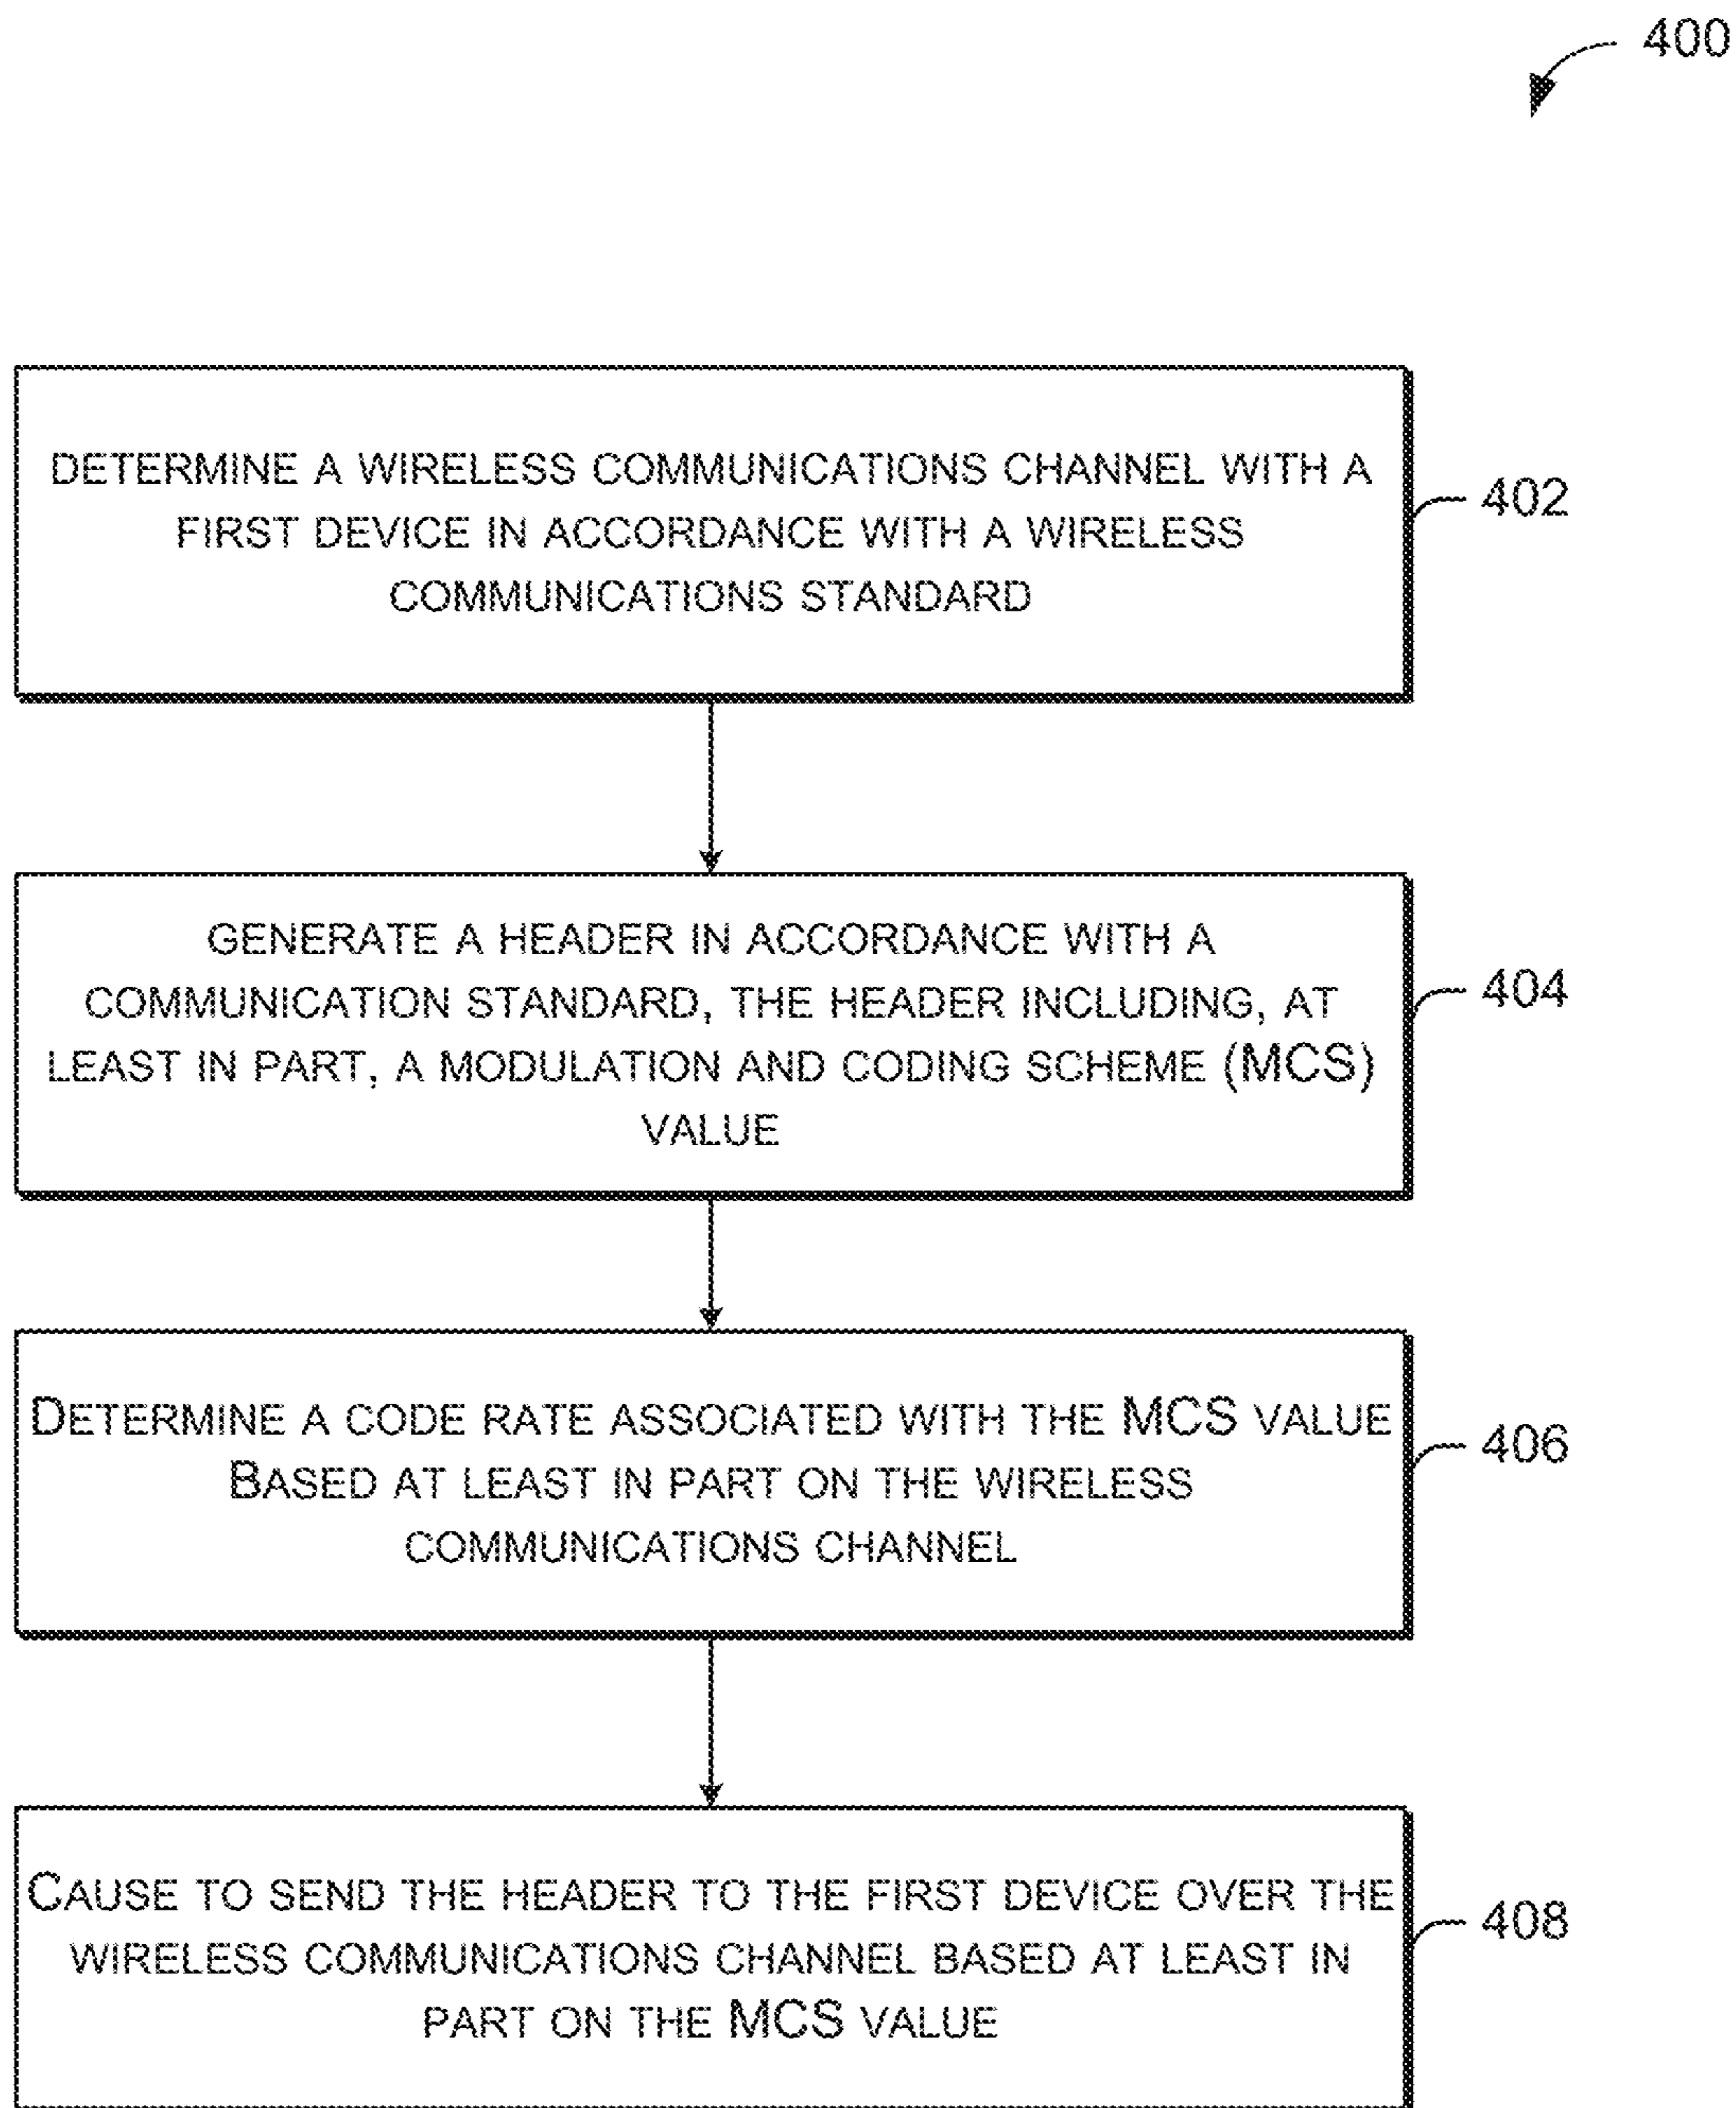 400
DETERMINE A WIRELESS COMMUNICATIONS CHANNEL WITH A
FIRST DEVICE IN ACCORDANCE WITH A WIRELESS
COMMUNICATIONS STANDARD
402
GENERATE A HEADER IN ACCORDANCE WITH A
COMMUNICATION STANDARD, THE HEADER INCLUDING, AT
LEAST IN PART, A MODULATION AND CODING SCHEME (MCS)
VALUE
404
DETERMINE A CODE RATE ASSOCIATED WITH THE MCS VALUE
BASED AT LEAST IN PART ON THE WIRELESS
COMMUNICATIONS CHANNEL
406
CAUSE TO SEND THE HEADER TO THE FIRST DEVICE OVER THE
WIRELESS COMMUNICATIONS CHANNEL BASED AT LEAST IN
PART ON THE MCS VALUE
408